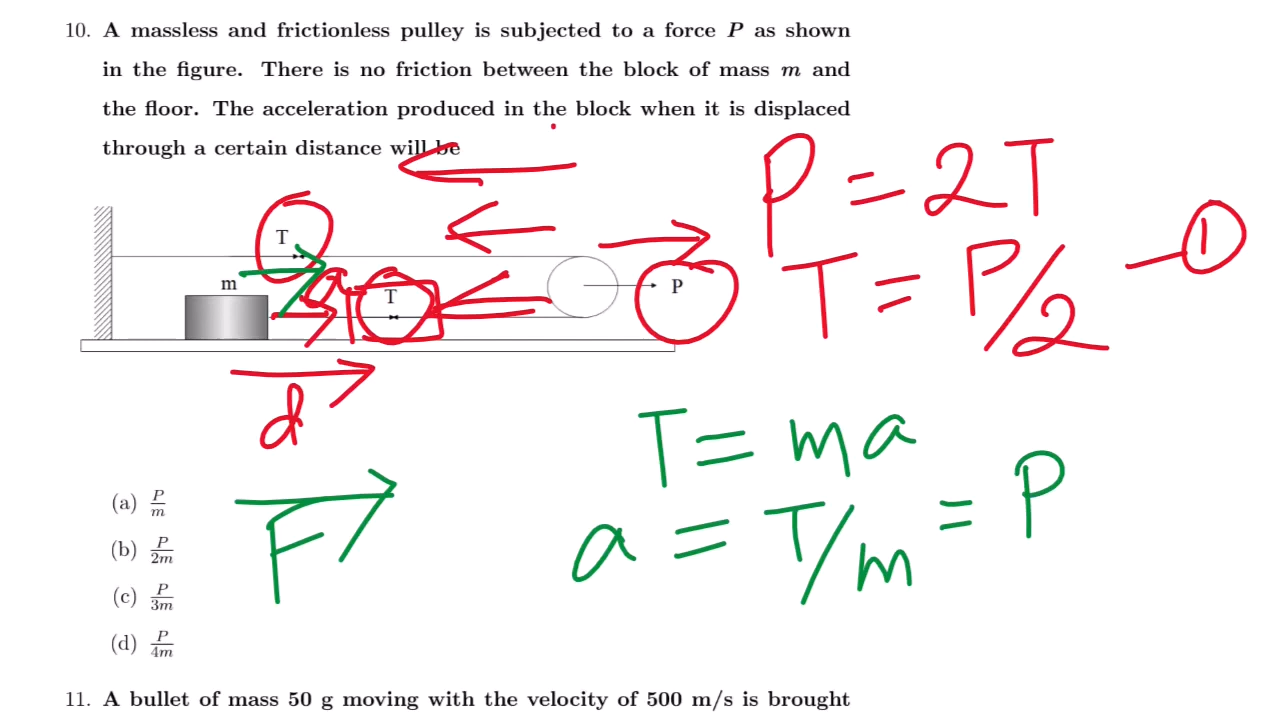 10. A massless and frictionless pulley is subjected to a force P as shown
in the figure. There is no friction between the block of mass m and
the floor. The acceleration produced in the block when it is displaced
through a certain distance will be
P = 2T
T
T = P/2 — ①
m
T
P
d
T = ma
a = T/m = P
F
(a) P/m
(b) P/2m
(c) P/3m
(d) P/4m
11. A bullet of mass 50 g moving with the velocity of 500 m/s is brought